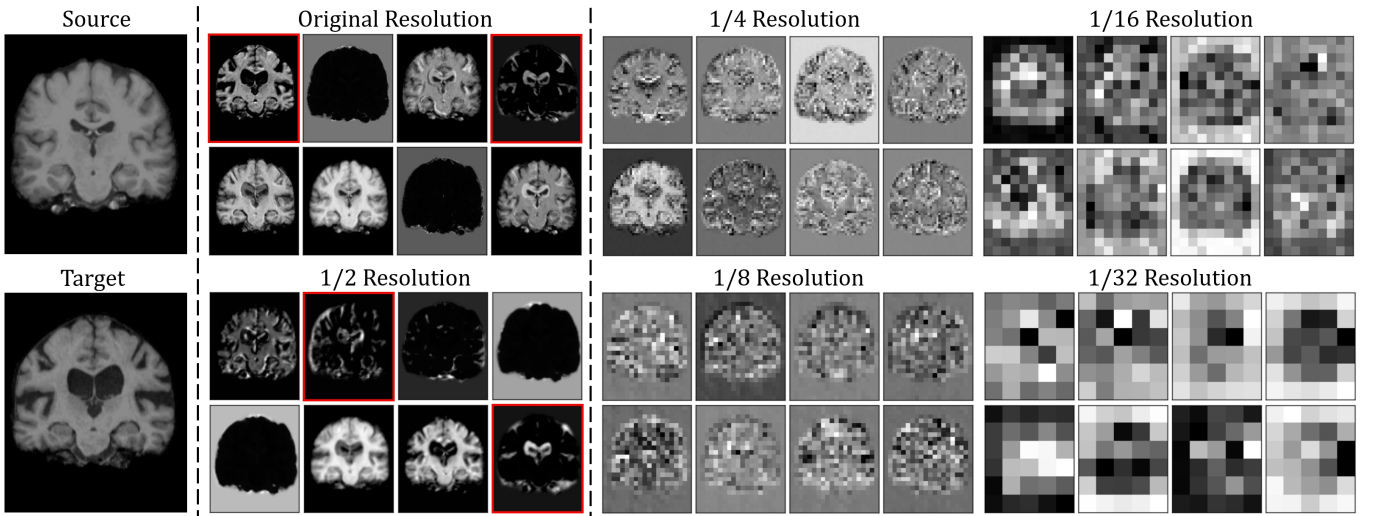 Source
Original Resolution
1/4 Resolution
1/16 Resolution
Target
1/2 Resolution
1/8 Resolution
1/32 Resolution